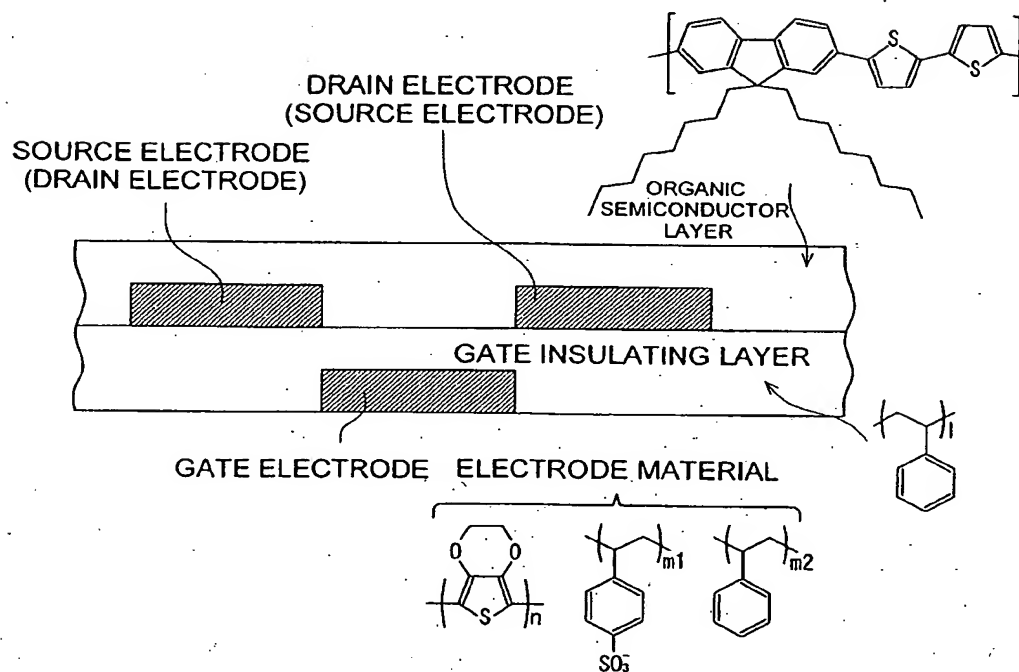 S
S
DRAIN ELECTRODE
(SOURCE ELECTRODE)
SOURCE ELECTRODE
(DRAIN ELECTRODE)
ORGANIC
SEMICONDUCTOR
LAYER
GATE INSULATING LAYER
l
GATE ELECTRODE ELECTRODE MATERIAL
O O
S
n
m1
m2
SO₃⁻